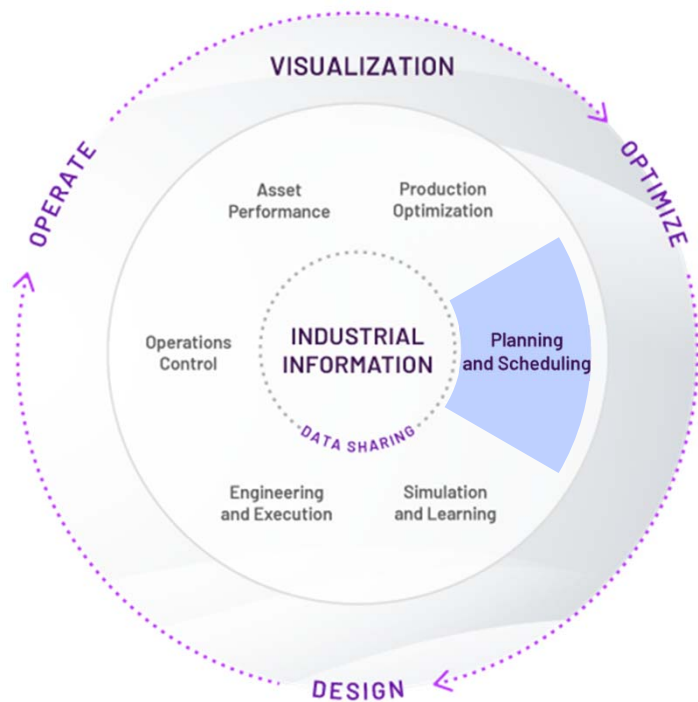 VISUALIZATION
OPERATE
OPTIMIZE
Asset
Performance
Production
Optimization
Operations
Control
INDUSTRIAL
INFORMATION
Planning
and Scheduling
DATA SHARING
Engineering
and Execution
Simulation
and Learning
DESIGN